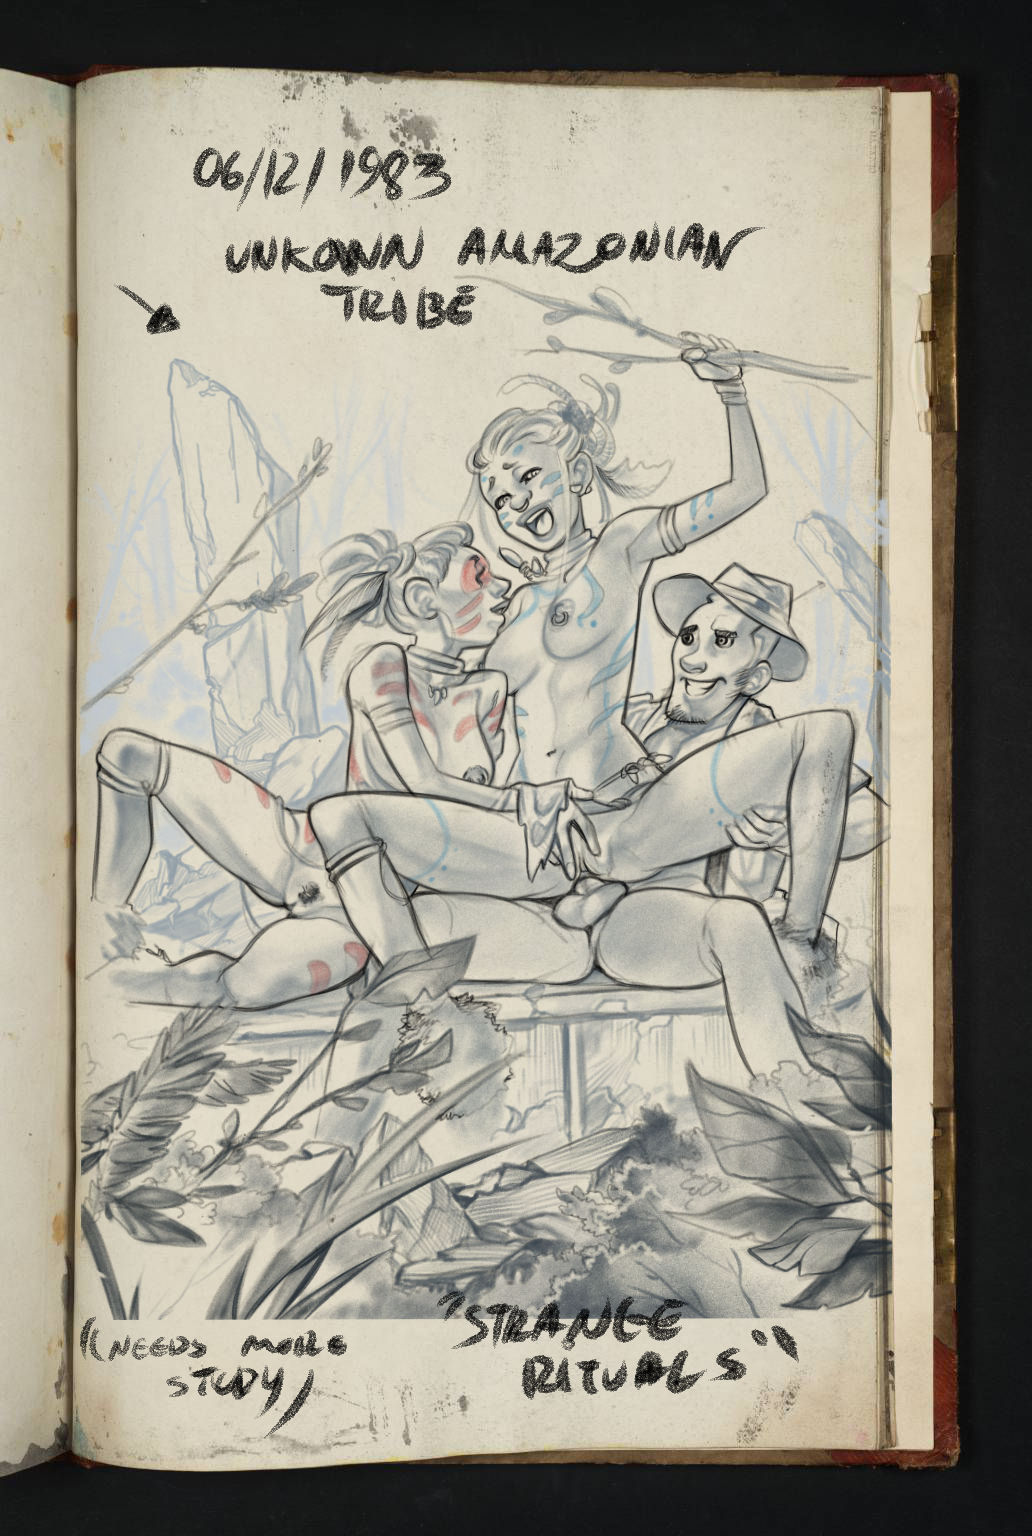 06/12/1983
UNKOWN AMAZONIAN
TRIBE
"STRANGE
RITUALS"
(NEEDS MORE
STUDY)